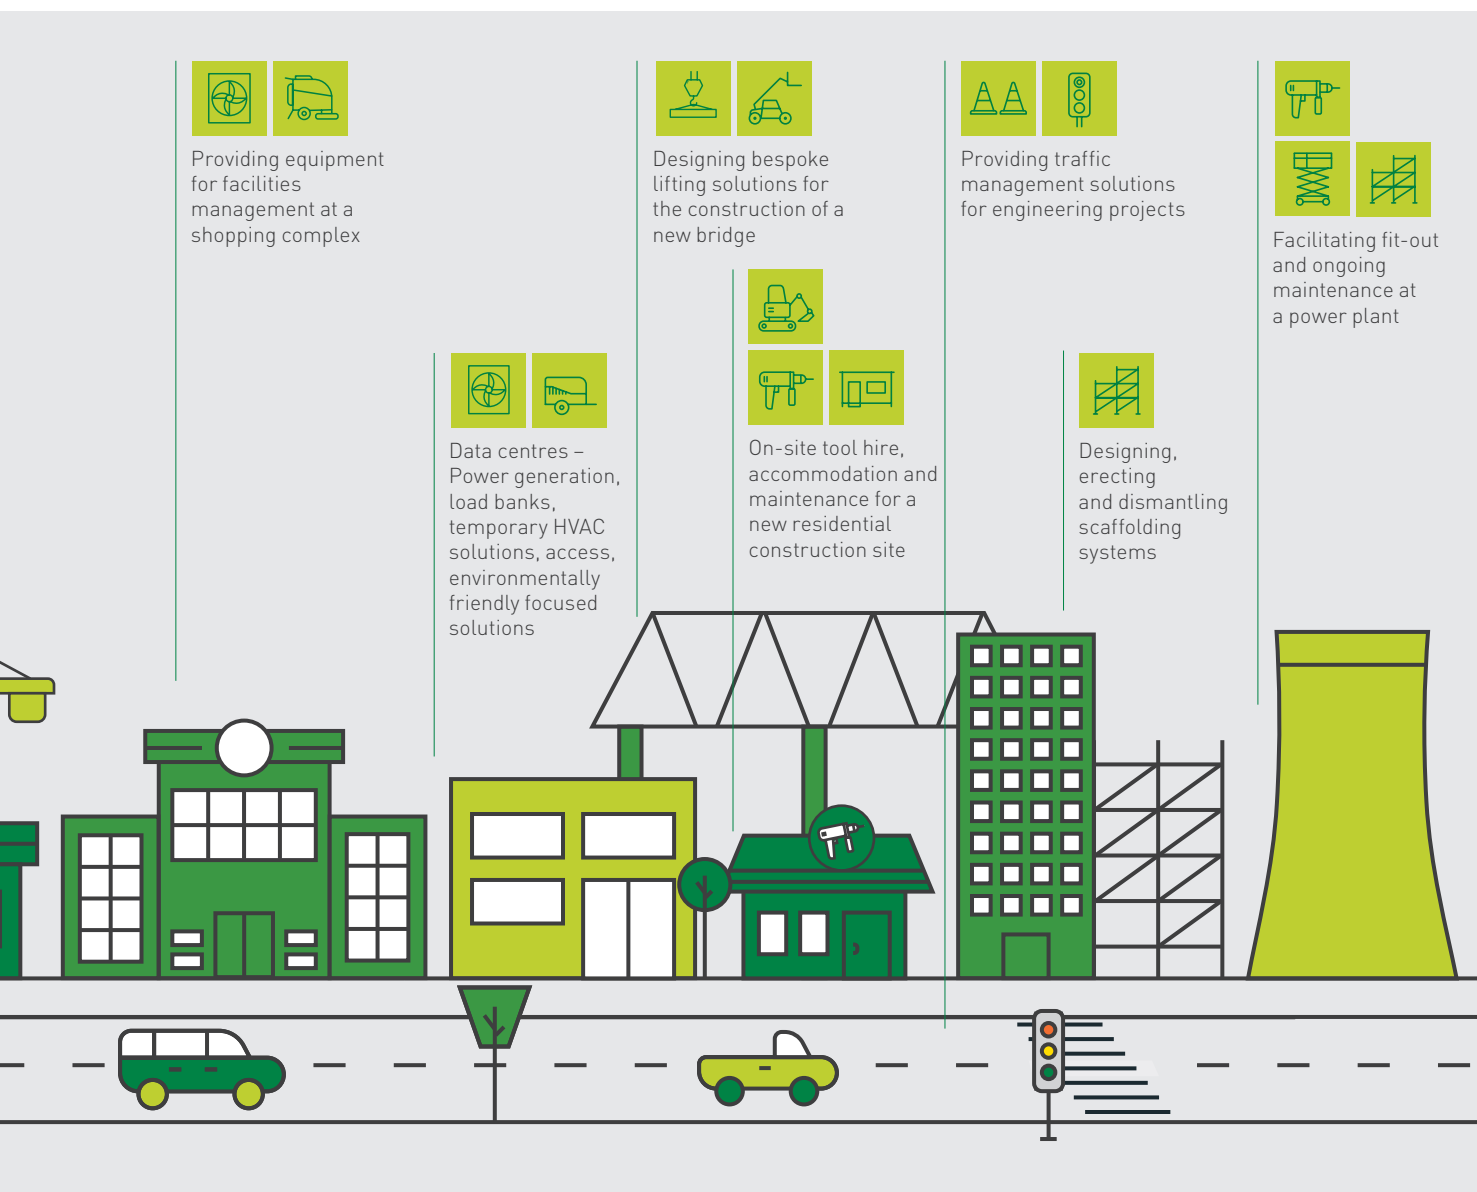 Providing equipment
for facilities
management at a
shopping complex
Designing bespoke
lifting solutions for
the construction of a
new bridge
Providing traffic
management solutions
for engineering projects
Facilitating fit-out
and ongoing
maintenance at
a power plant
Data centres –
Power generation,
load banks,
temporary HVAC
solutions, access,
environmentally
friendly focused
solutions
On-site tool hire,
accommodation and
maintenance for a
new residential
construction site
Designing,
erecting
and dismantling
scaffolding
systems